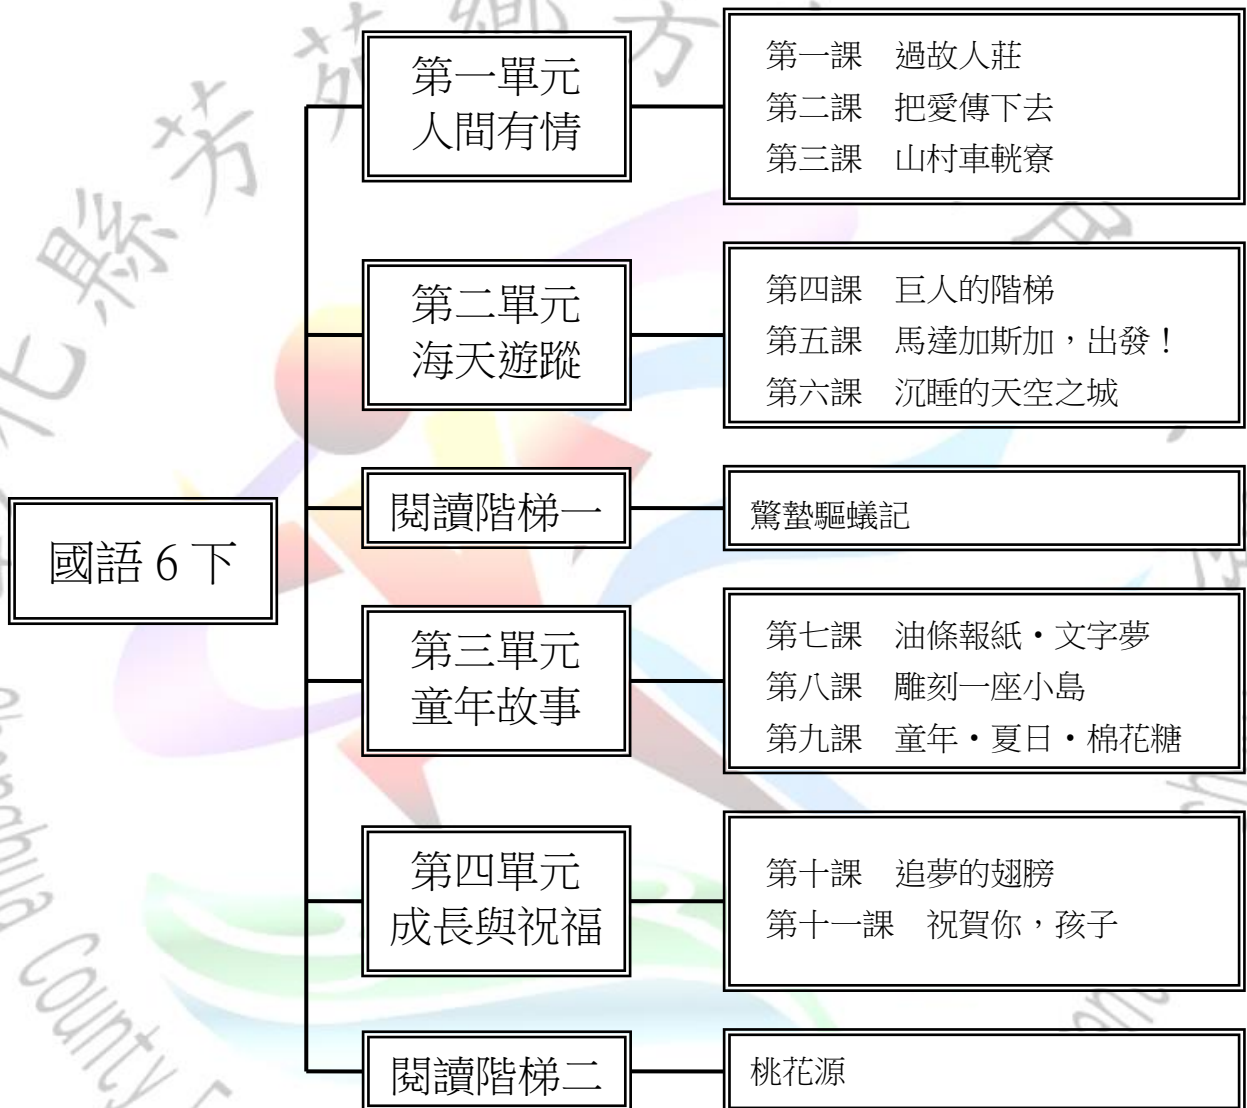 第一單元
人間有情
第一課　過故人莊
第二課　把愛傳下去
第三課　山村車輄寮
第二單元
海天遊蹤
第四課　巨人的階梯
第五課　馬達加斯加，出發！
第六課　沉睡的天空之城
閱讀階梯一
驚蟄驅蟻記
國語 6 下
第三單元
童年故事
第七課　油條報紙・文字夢
第八課　雕刻一座小島
第九課　童年・夏日・棉花糖
第四單元
成長與祝福
第十課　追夢的翅膀
第十一課　祝賀你，孩子
閱讀階梯二
桃花源
County